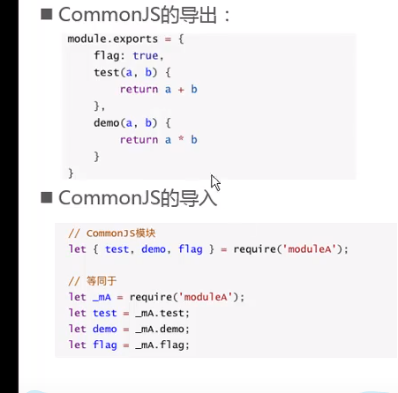 ■ CommonJS的导出：
module.exports = {
    flag: true,
    test(a, b) {
        return a + b
    },
    demo(a, b) {
        return a * b
    }
}
■ CommonJS的导入
// CommonJS模块
let { test, demo, flag } = require('moduleA');
// 等同于
let _mA = require('moduleA');
let test = _mA.test;
let demo = _mA.demo;
let flag = _mA.flag;